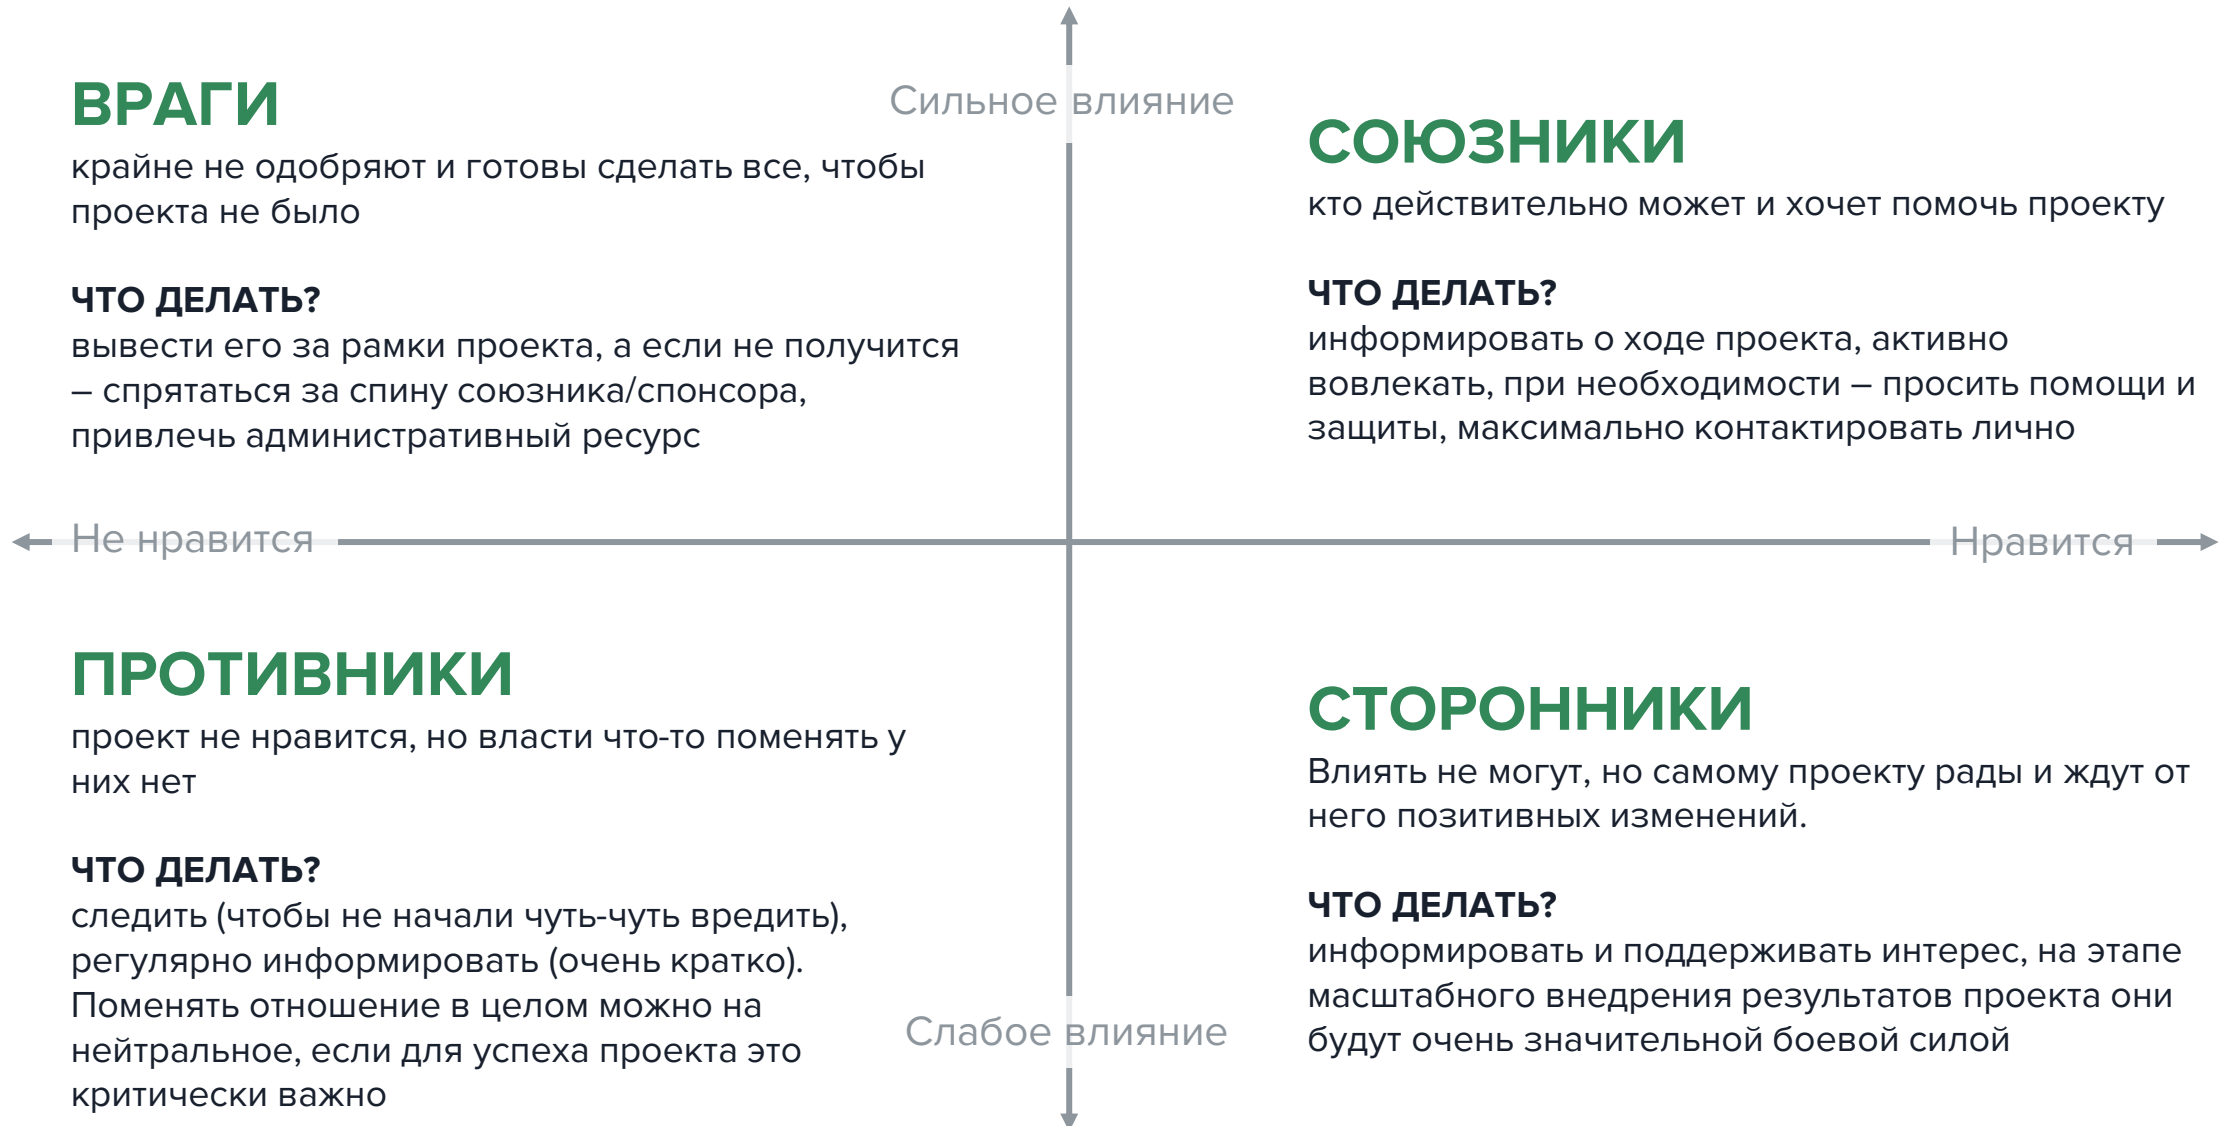 Сильное влияние
ВРАГИ
крайне не одобряют и готовы сделать все, чтобы
проекта не было
ЧТО ДЕЛАТЬ?
вывести его за рамки проекта, а если не получится
– спрятаться за спину союзника/спонсора,
привлечь административный ресурс
СОЮЗНИКИ
кто действительно может и хочет помочь проекту
ЧТО ДЕЛАТЬ?
информировать о ходе проекта, активно
вовлекать, при необходимости – просить помощи и
защиты, максимально контактировать лично
Не нравится
Нравится
ПРОТИВНИКИ
проект не нравится, но власти что-то поменять у
них нет
ЧТО ДЕЛАТЬ?
следить (чтобы не начали чуть-чуть вредить),
регулярно информировать (очень кратко).
Поменять отношение в целом можно на
нейтральное, если для успеха проекта это
критически важно
СТОРОННИКИ
Влиять не могут, но самому проекту рады и ждут от
него позитивных изменений.
ЧТО ДЕЛАТЬ?
информировать и поддерживать интерес, на этапе
масштабного внедрения результатов проекта они
будут очень значительной боевой силой
Слабое влияние